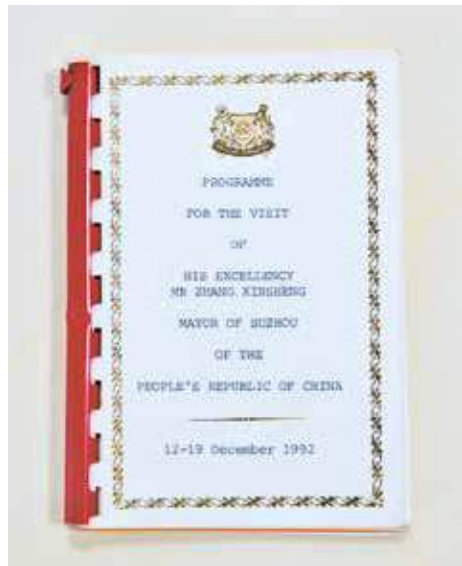 PROGRAMME
FOR THE VISIT
OF
HIS EXCELLENCY
MR ZHANG XINSHENG
MAYOR OF SUZHOU
OF THE
PEOPLE'S REPUBLIC OF CHINA
12-19 December 1992